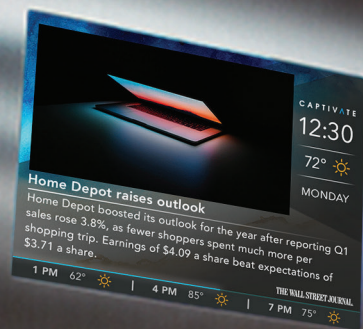 CAPTIVATE
12:30
72°
MONDAY
Home Depot raises outlook
Home Depot boosted its outlook for the year after reporting Q1
sales rose 3.8%, as fewer shoppers spent much more per
shopping trip. Earnings of $4.09 a share beat expectations of
$3.71 a share.
THE WALL STREET JOURNAL
1 PM 62° | 4 PM 85° | 7 PM 75°